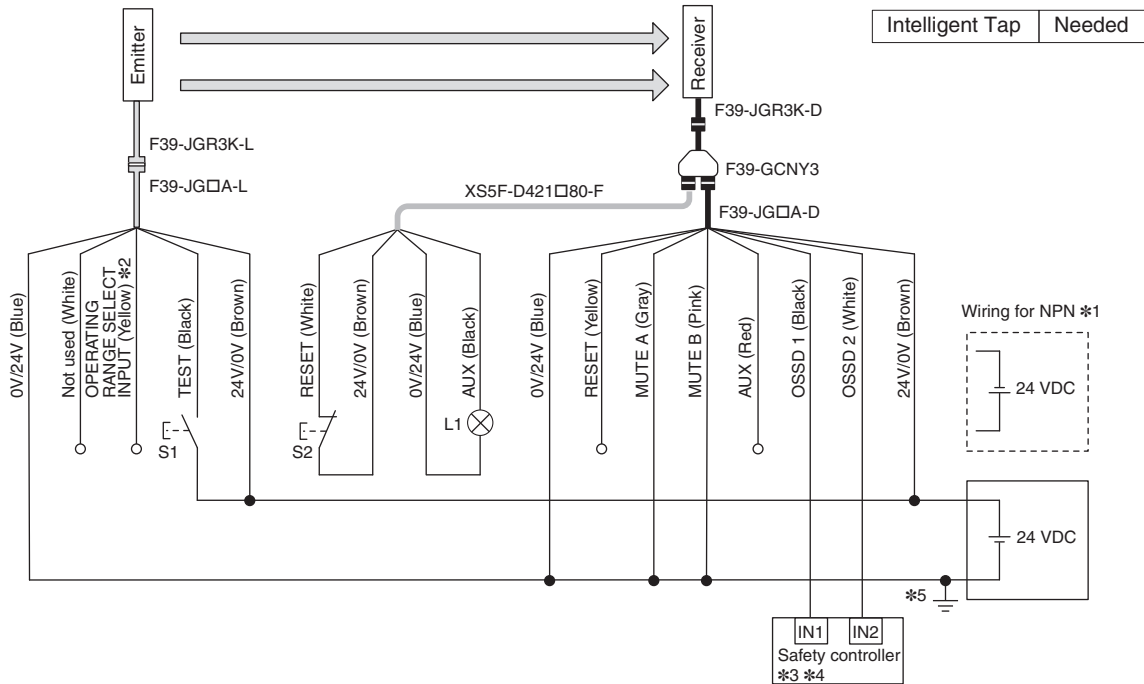 Emitter
Receiver
Intelligent Tap Needed
F39-JGR3K-D
F39-JGR3K-L
F39-GCNY3
F39-JG□A-L
XS5F-D421□80-F
F39-JG□A-D
0V/24V (Blue)
Not used (White)
OPERATING
RANGE SELECT
INPUT (Yellow) *2
TEST (Black)
24V/0V (Brown)
RESET (White)
24V/0V (Brown)
0V/24V (Blue)
AUX (Black)
0V/24V (Blue)
RESET (Yellow)
MUTE A (Gray)
MUTE B (Pink)
AUX (Red)
OSSD 1 (Black)
OSSD 2 (White)
24V/0V (Brown)
Wiring for NPN *1
24 VDC
S1
S2
L1
24 VDC
*5
IN1
IN2
Safety controller
*3 *4